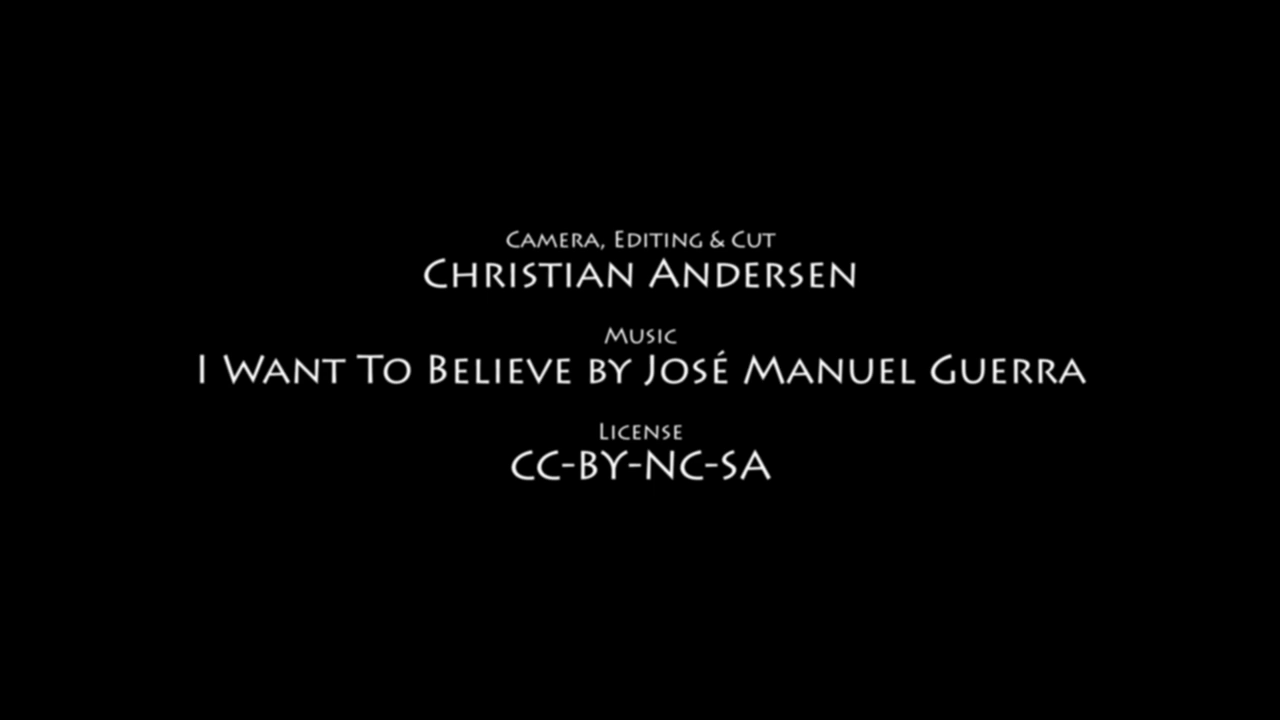 Camera, Editing & Cut
Christian Andersen
Music
I Want To Believe by José Manuel Guerra
License
CC-BY-NC-SA